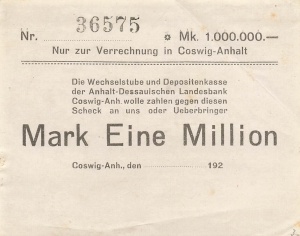 Nr. 36575 * Mk. 1.000.000.—
Nur zur Verrechnung in Coswig-Anhalt
Die Wechselstube und Depositenkasse
der Anhalt-Dessauischen Landesbank
Coswig-Anh. wolle zahlen gegen diesen
Scheck an uns oder Ueberbringer
Mark Eine Million
Coswig-Anh., den 192